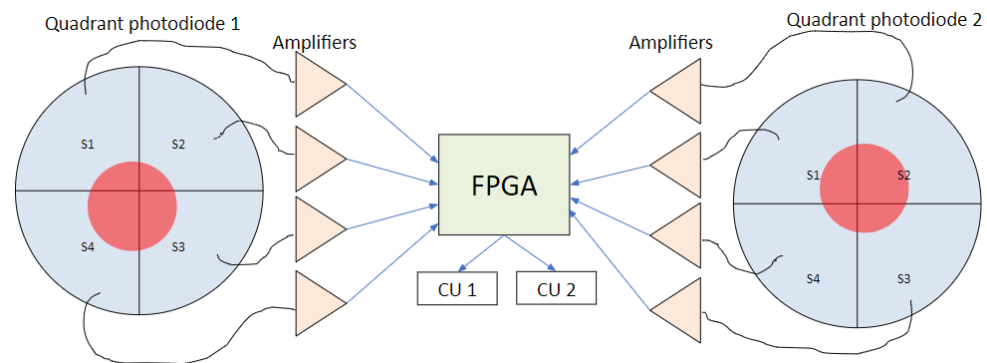 Quadrant photodiode 1
Quadrant photodiode 2
Amplifiers
Amplifiers
S1
S2
S4
S3
FPGA
CU 1
CU 2
S1
S2
S4
S3